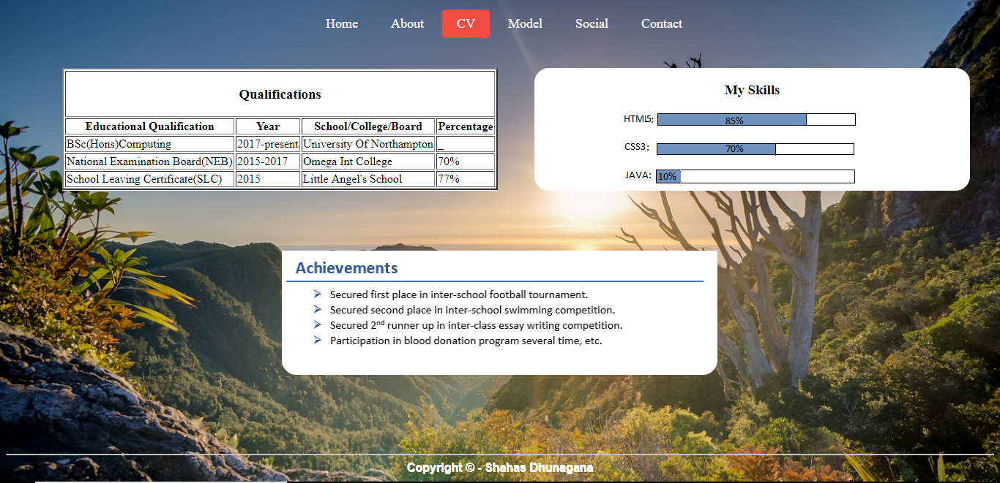 Home About CV Model Social Contact
Qualifications
Educational Qualification Year School/College/Board Percentage
BSc(Hons)Computing 2017-present University Of Northampton _
National Examination Board(NEB) 2015-2017 Omega Int College 70%
School Leaving Certificate(SLC) 2015 Little Angel's School 77%
My Skills
HTML5: 85%
CSS3: 70%
JAVA: 10%
Achievements
➢ Secured first place in inter-school football tournament.
➢ Secured second place in inter-school swimming competition.
➢ Secured 2nd runner up in inter-class essay writing competition.
➢ Participation in blood donation program several time, etc.
Copyright © - Shahas Dhunagana